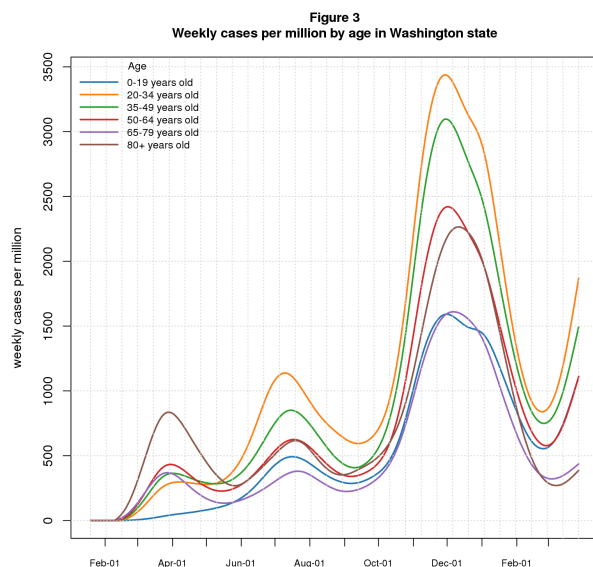 Figure 3
Weekly cases per million by age in Washington state
Age
0-19 years old
20-34 years old
35-49 years old
50-64 years old
65-79 years old
80+ years old
weekly cases per million
3500
3000
2500
2000
1500
1000
500
0
Feb-01 Apr-01 Jun-01 Aug-01 Oct-01 Dec-01 Feb-01